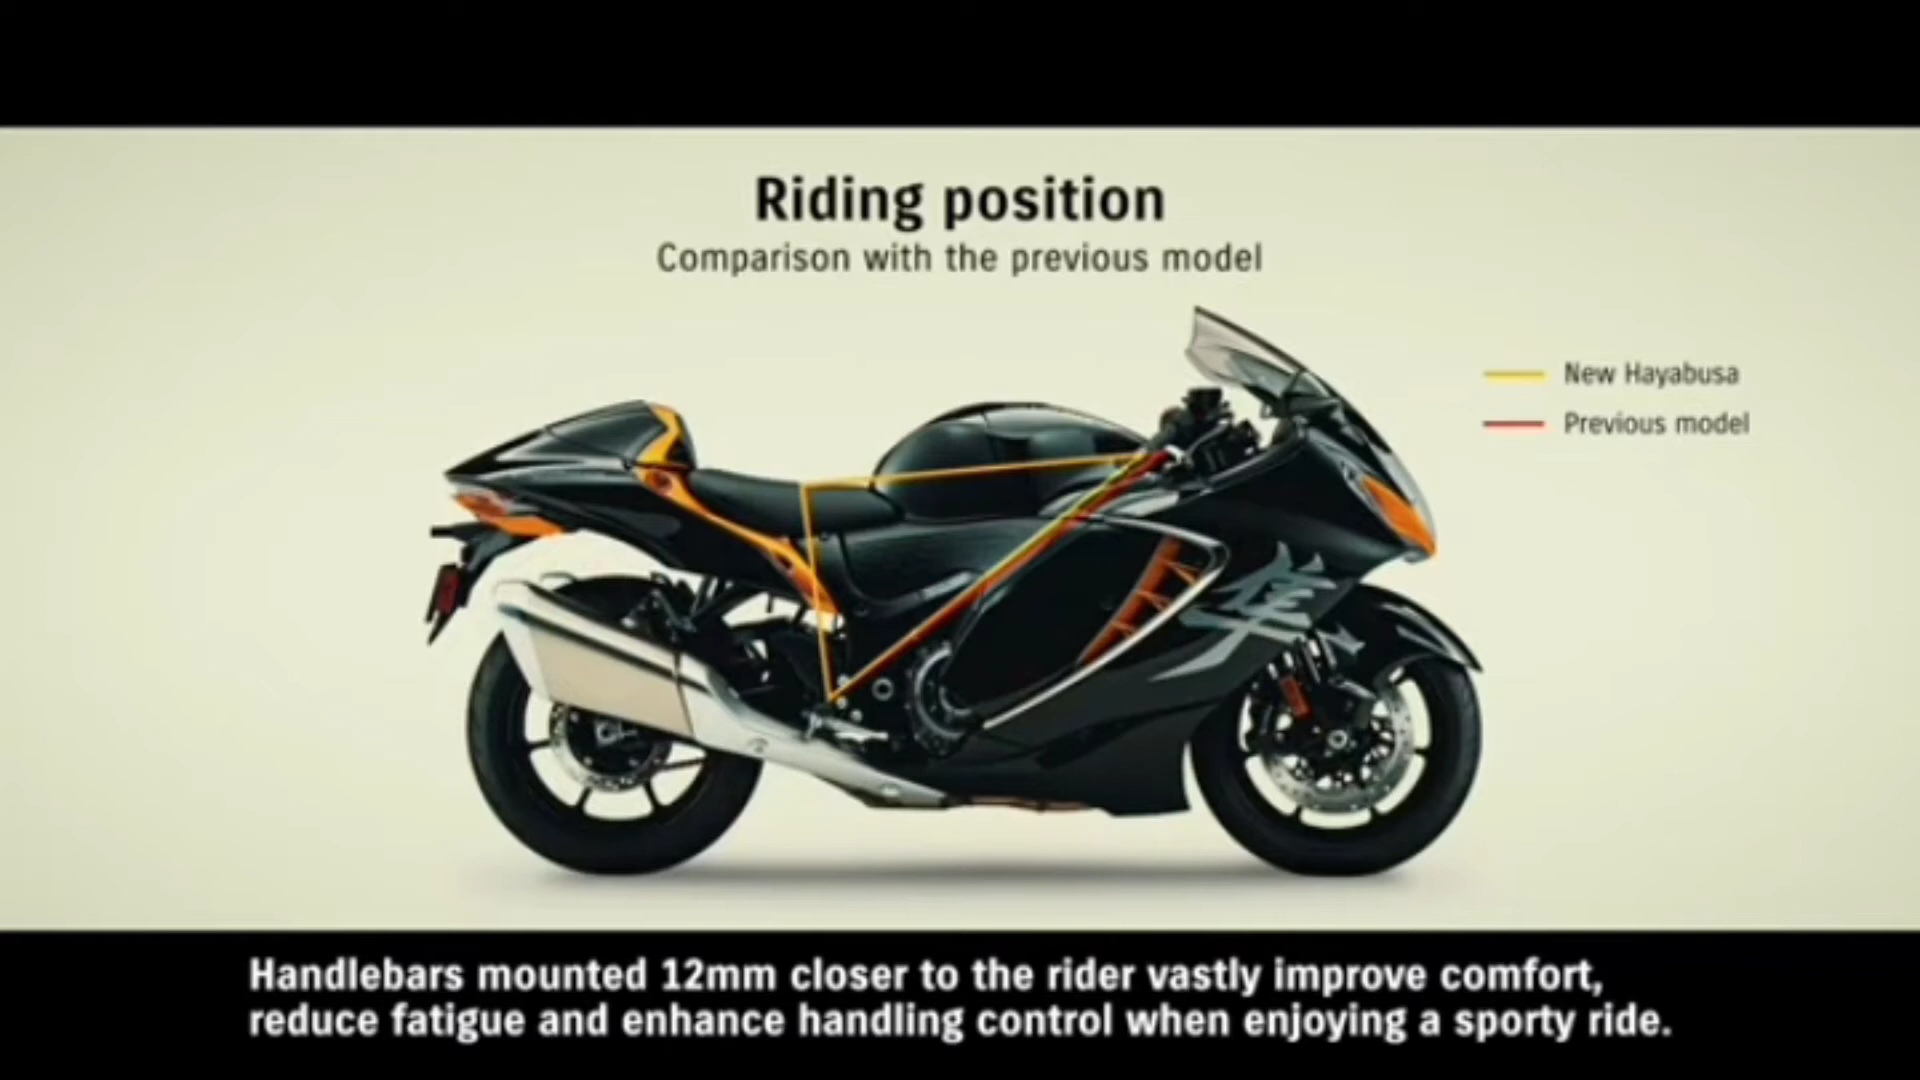 Riding position
Comparison with the previous model
New Hayabusa
Previous model
Handlebars mounted 12mm closer to the rider vastly improve comfort,
reduce fatigue and enhance handling control when enjoying a sporty ride.